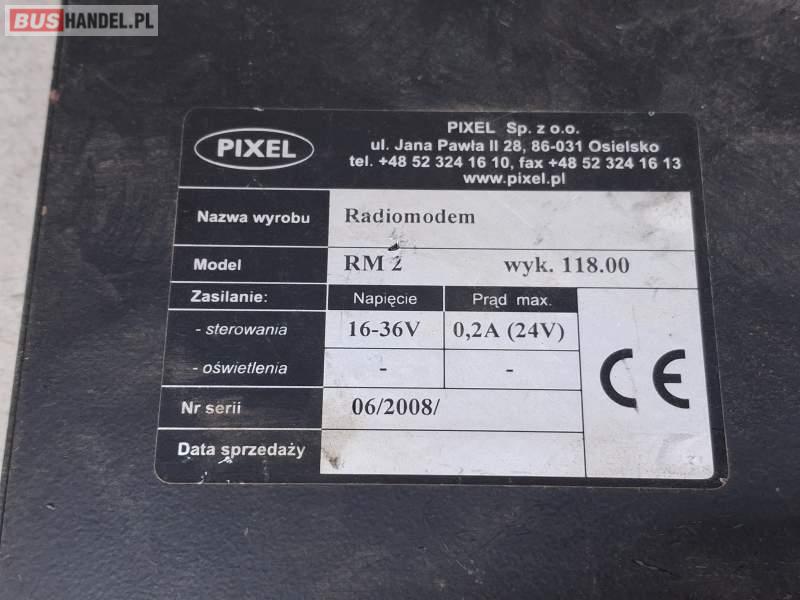 BUSHANDEL.PL
PIXEL
PIXEL Sp. z o.o.
ul. Jana Pawła II 28, 86-031 Osielsko
tel. +48 52 324 16 10, fax +48 52 324 16 13
www.pixel.pl
Nazwa wyrobu Radiomodem
Model RM 2 wyk. 118.00
Zasilanie: Napięcie Prąd max.
- sterowania 16-36V 0,2A (24V)
- oświetlenia - -
CE
Nr serii 06/2008/
Data sprzedaży